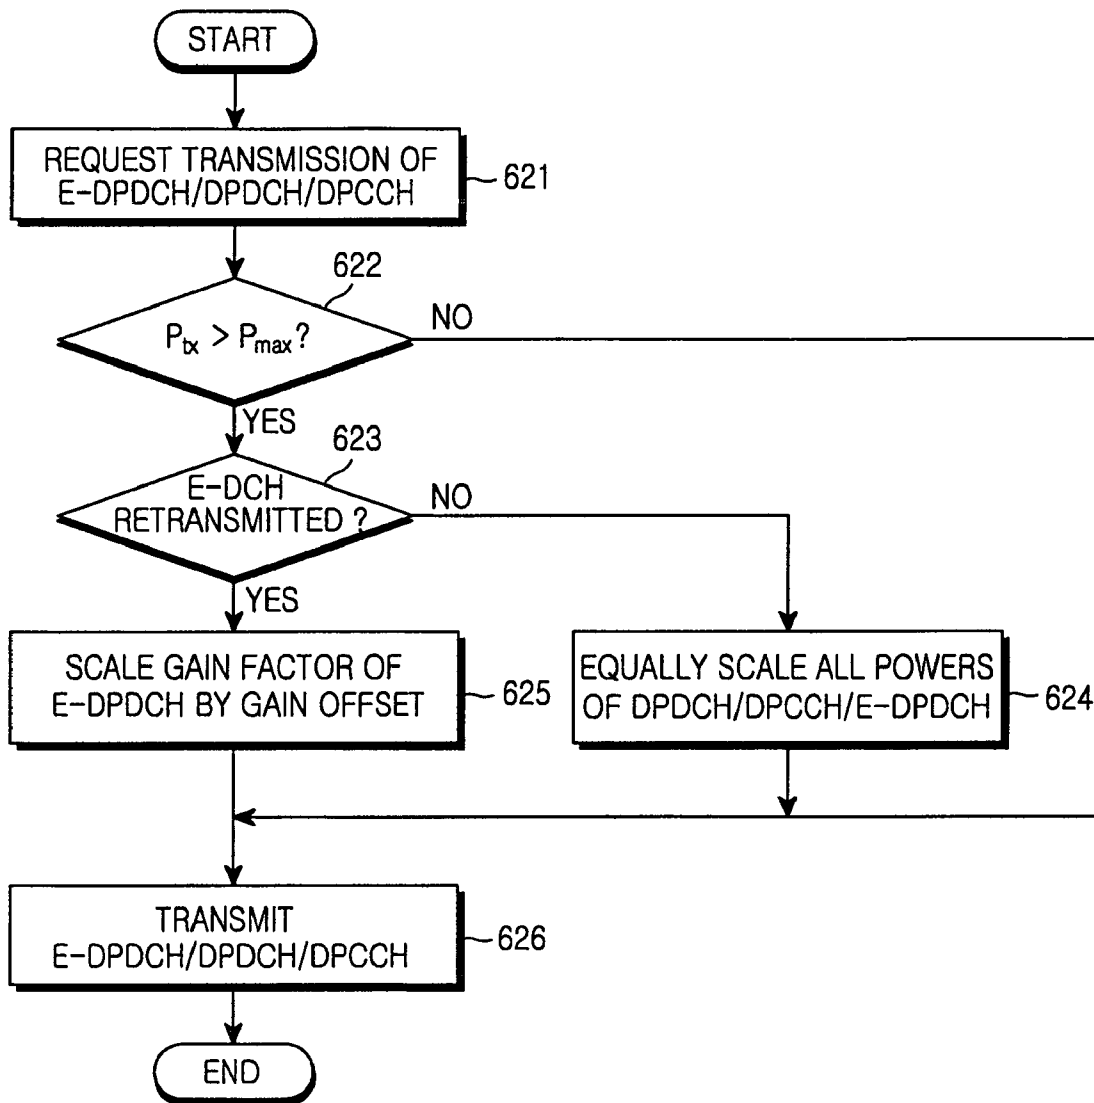 START
REQUEST TRANSMISSION OF
E-DPDCH/DPDCH/DPCCH
621
622
Ptx > Pmax?
NO
YES
623
E-DCH
RETRANSMITTED ?
NO
YES
SCALE GAIN FACTOR OF
E-DPDCH BY GAIN OFFSET
625
EQUALLY SCALE ALL POWERS
OF DPDCH/DPCCH/E-DPDCH
624
TRANSMIT
E-DPDCH/DPDCH/DPCCH
626
END